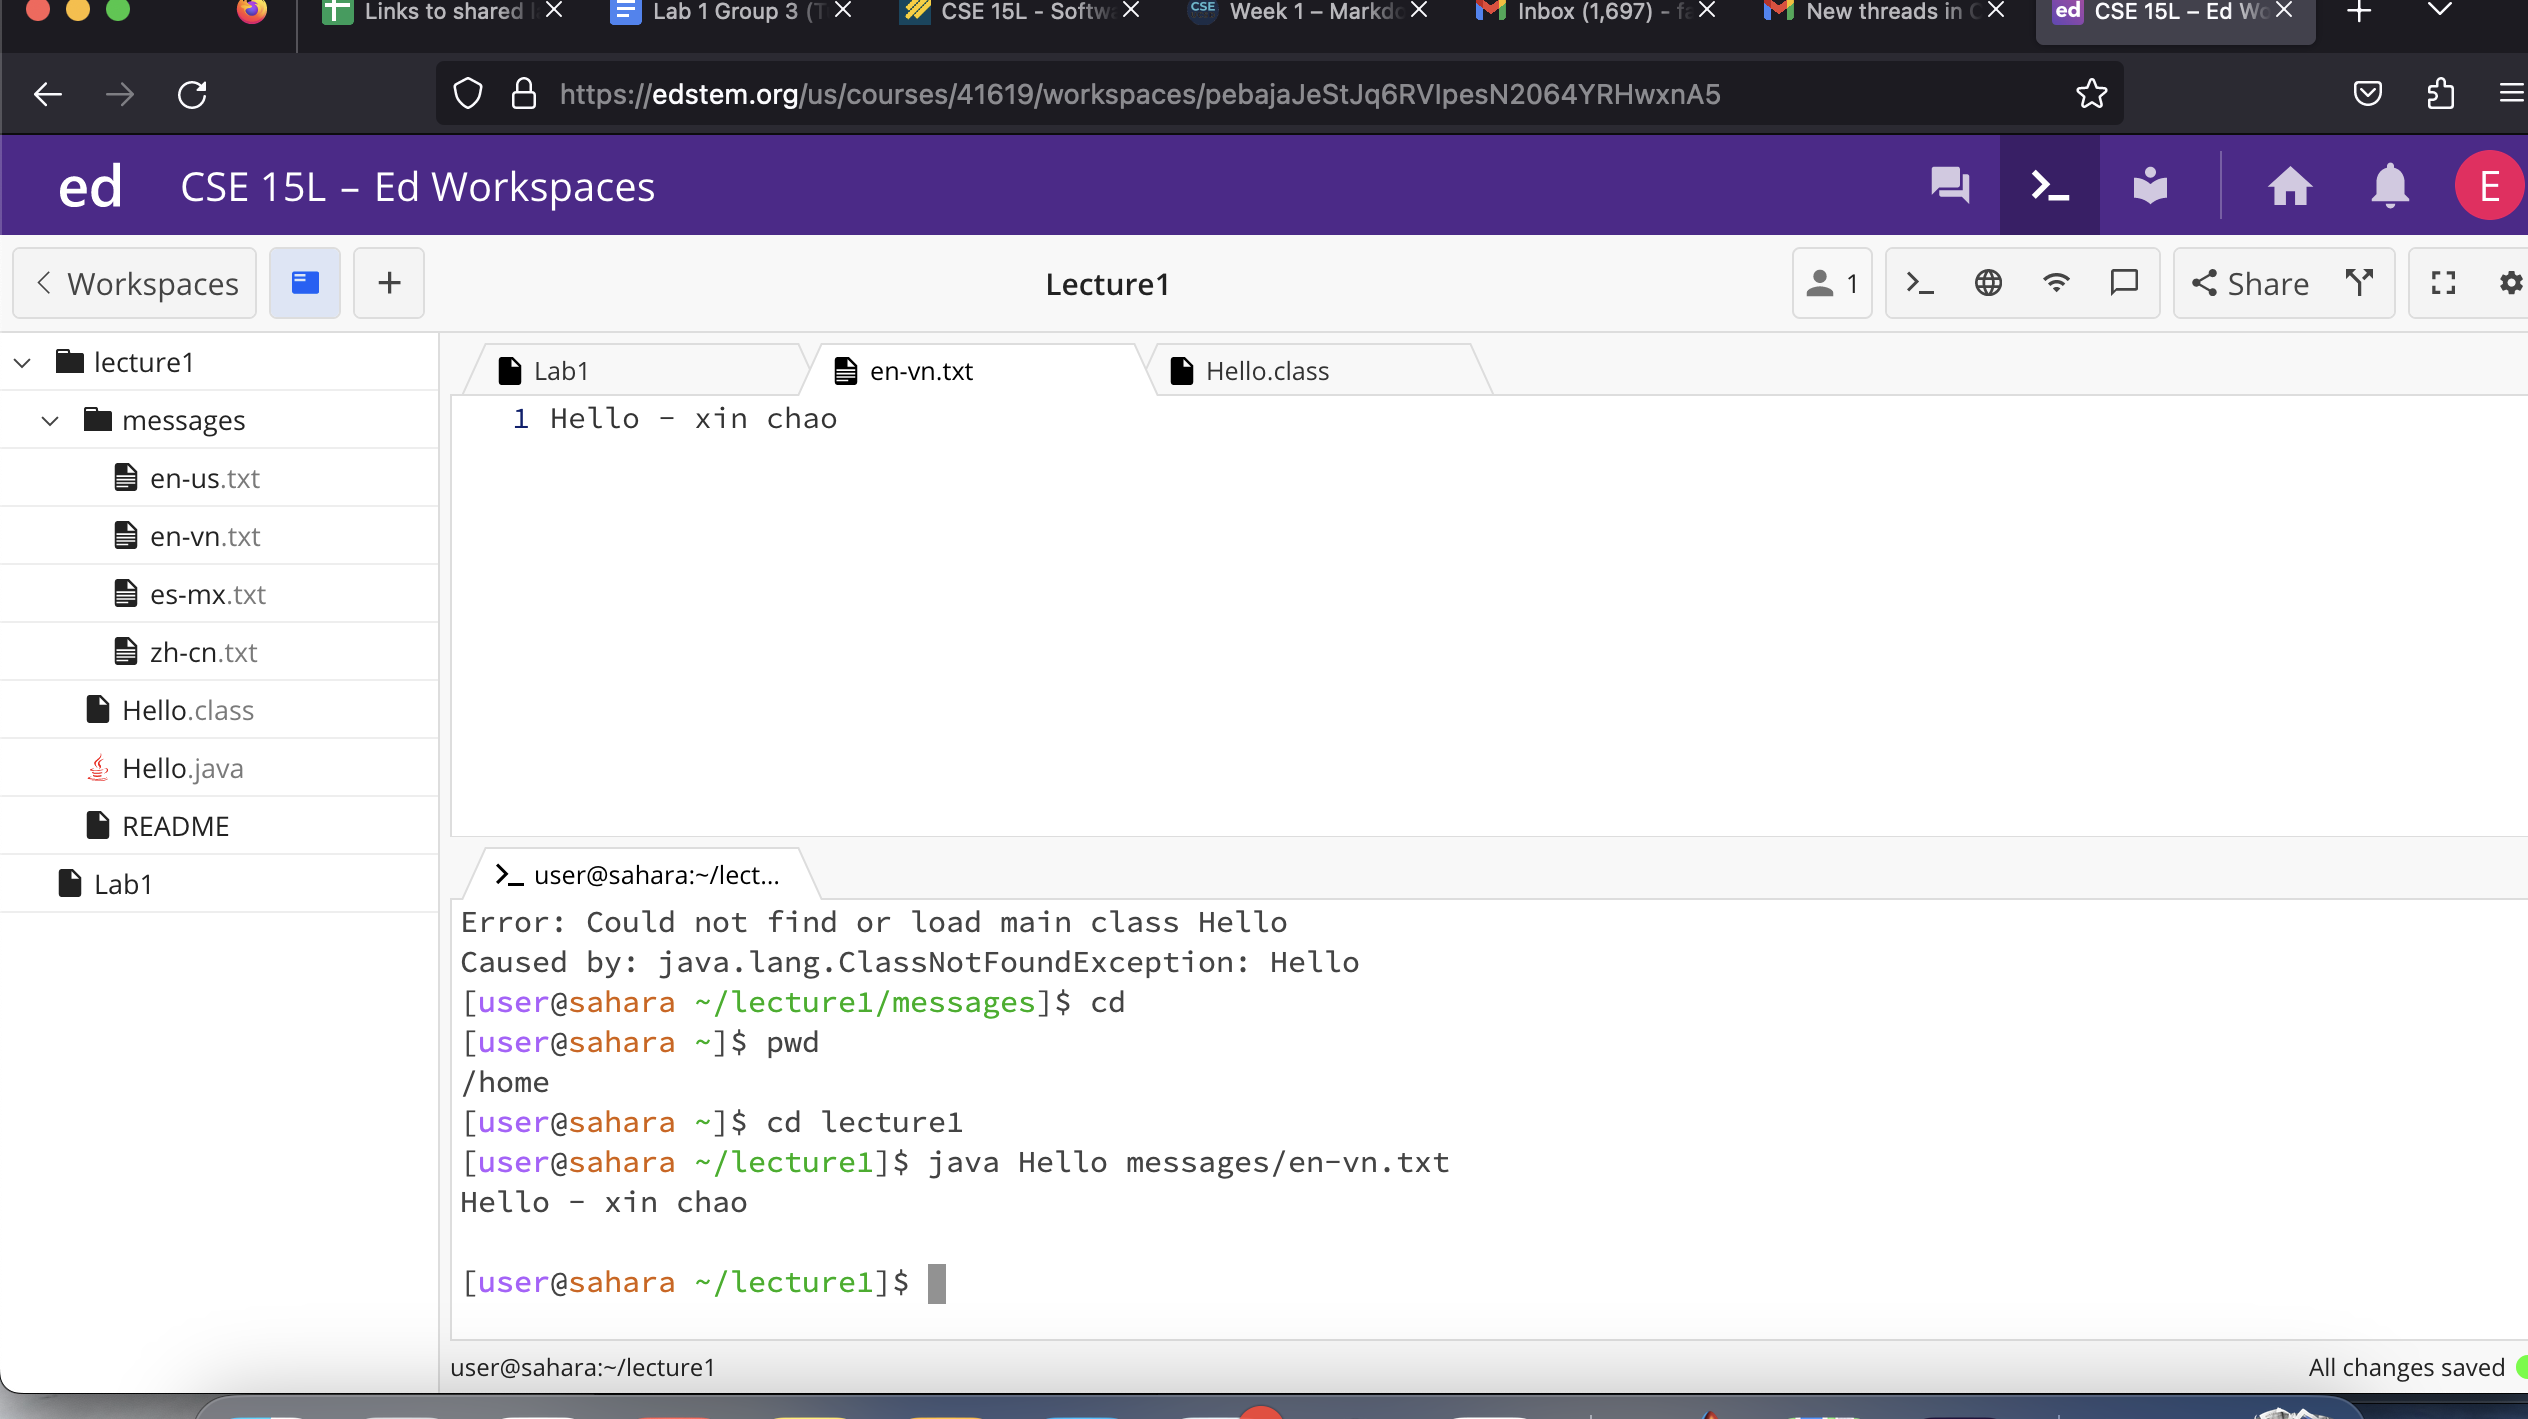 Links to shared
Lab 1 Group 3 (T
CSE 15L - Softwa
CSE
Week 1 – Markdo
Inbox (1,697) - fa
New threads in C
ed
CSE 15L – Ed Wo
https://edstem.org/us/courses/41619/workspaces/pebajaJeStJq6RVlpesN2064YRHwxnA5
ed CSE 15L – Ed Workspaces
E
Workspaces
Lecture1
1
Share
lecture1
messages
en-us.txt
en-vn.txt
es-mx.txt
zh-cn.txt
Hello.class
Hello.java
README
Lab1
Lab1
en-vn.txt
Hello.class
1 Hello - xin chao
user@sahara:~/lect...
Error: Could not find or load main class Hello
Caused by: java.lang.ClassNotFoundException: Hello
[user@sahara ~/lecture1/messages]$ cd
[user@sahara ~]$ pwd
/home
[user@sahara ~]$ cd lecture1
[user@sahara ~/lecture1]$ java Hello messages/en-vn.txt
Hello - xin chao
[user@sahara ~/lecture1]$
user@sahara:~/lecture1
All changes saved